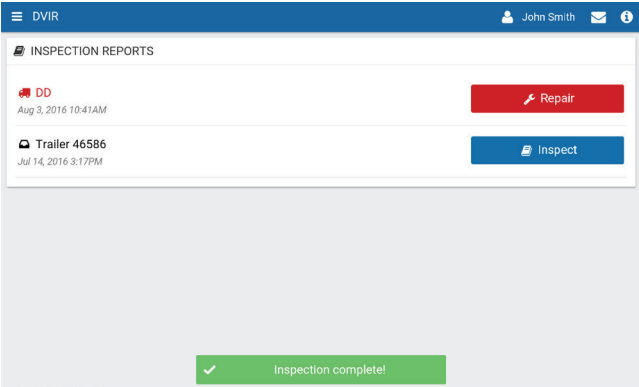 DVIR
John Smith
INSPECTION REPORTS
DD
Aug 3, 2016 10:41AM
Repair
Trailer 46586
Jul 14, 2016 3:17PM
Inspect
Inspection complete!